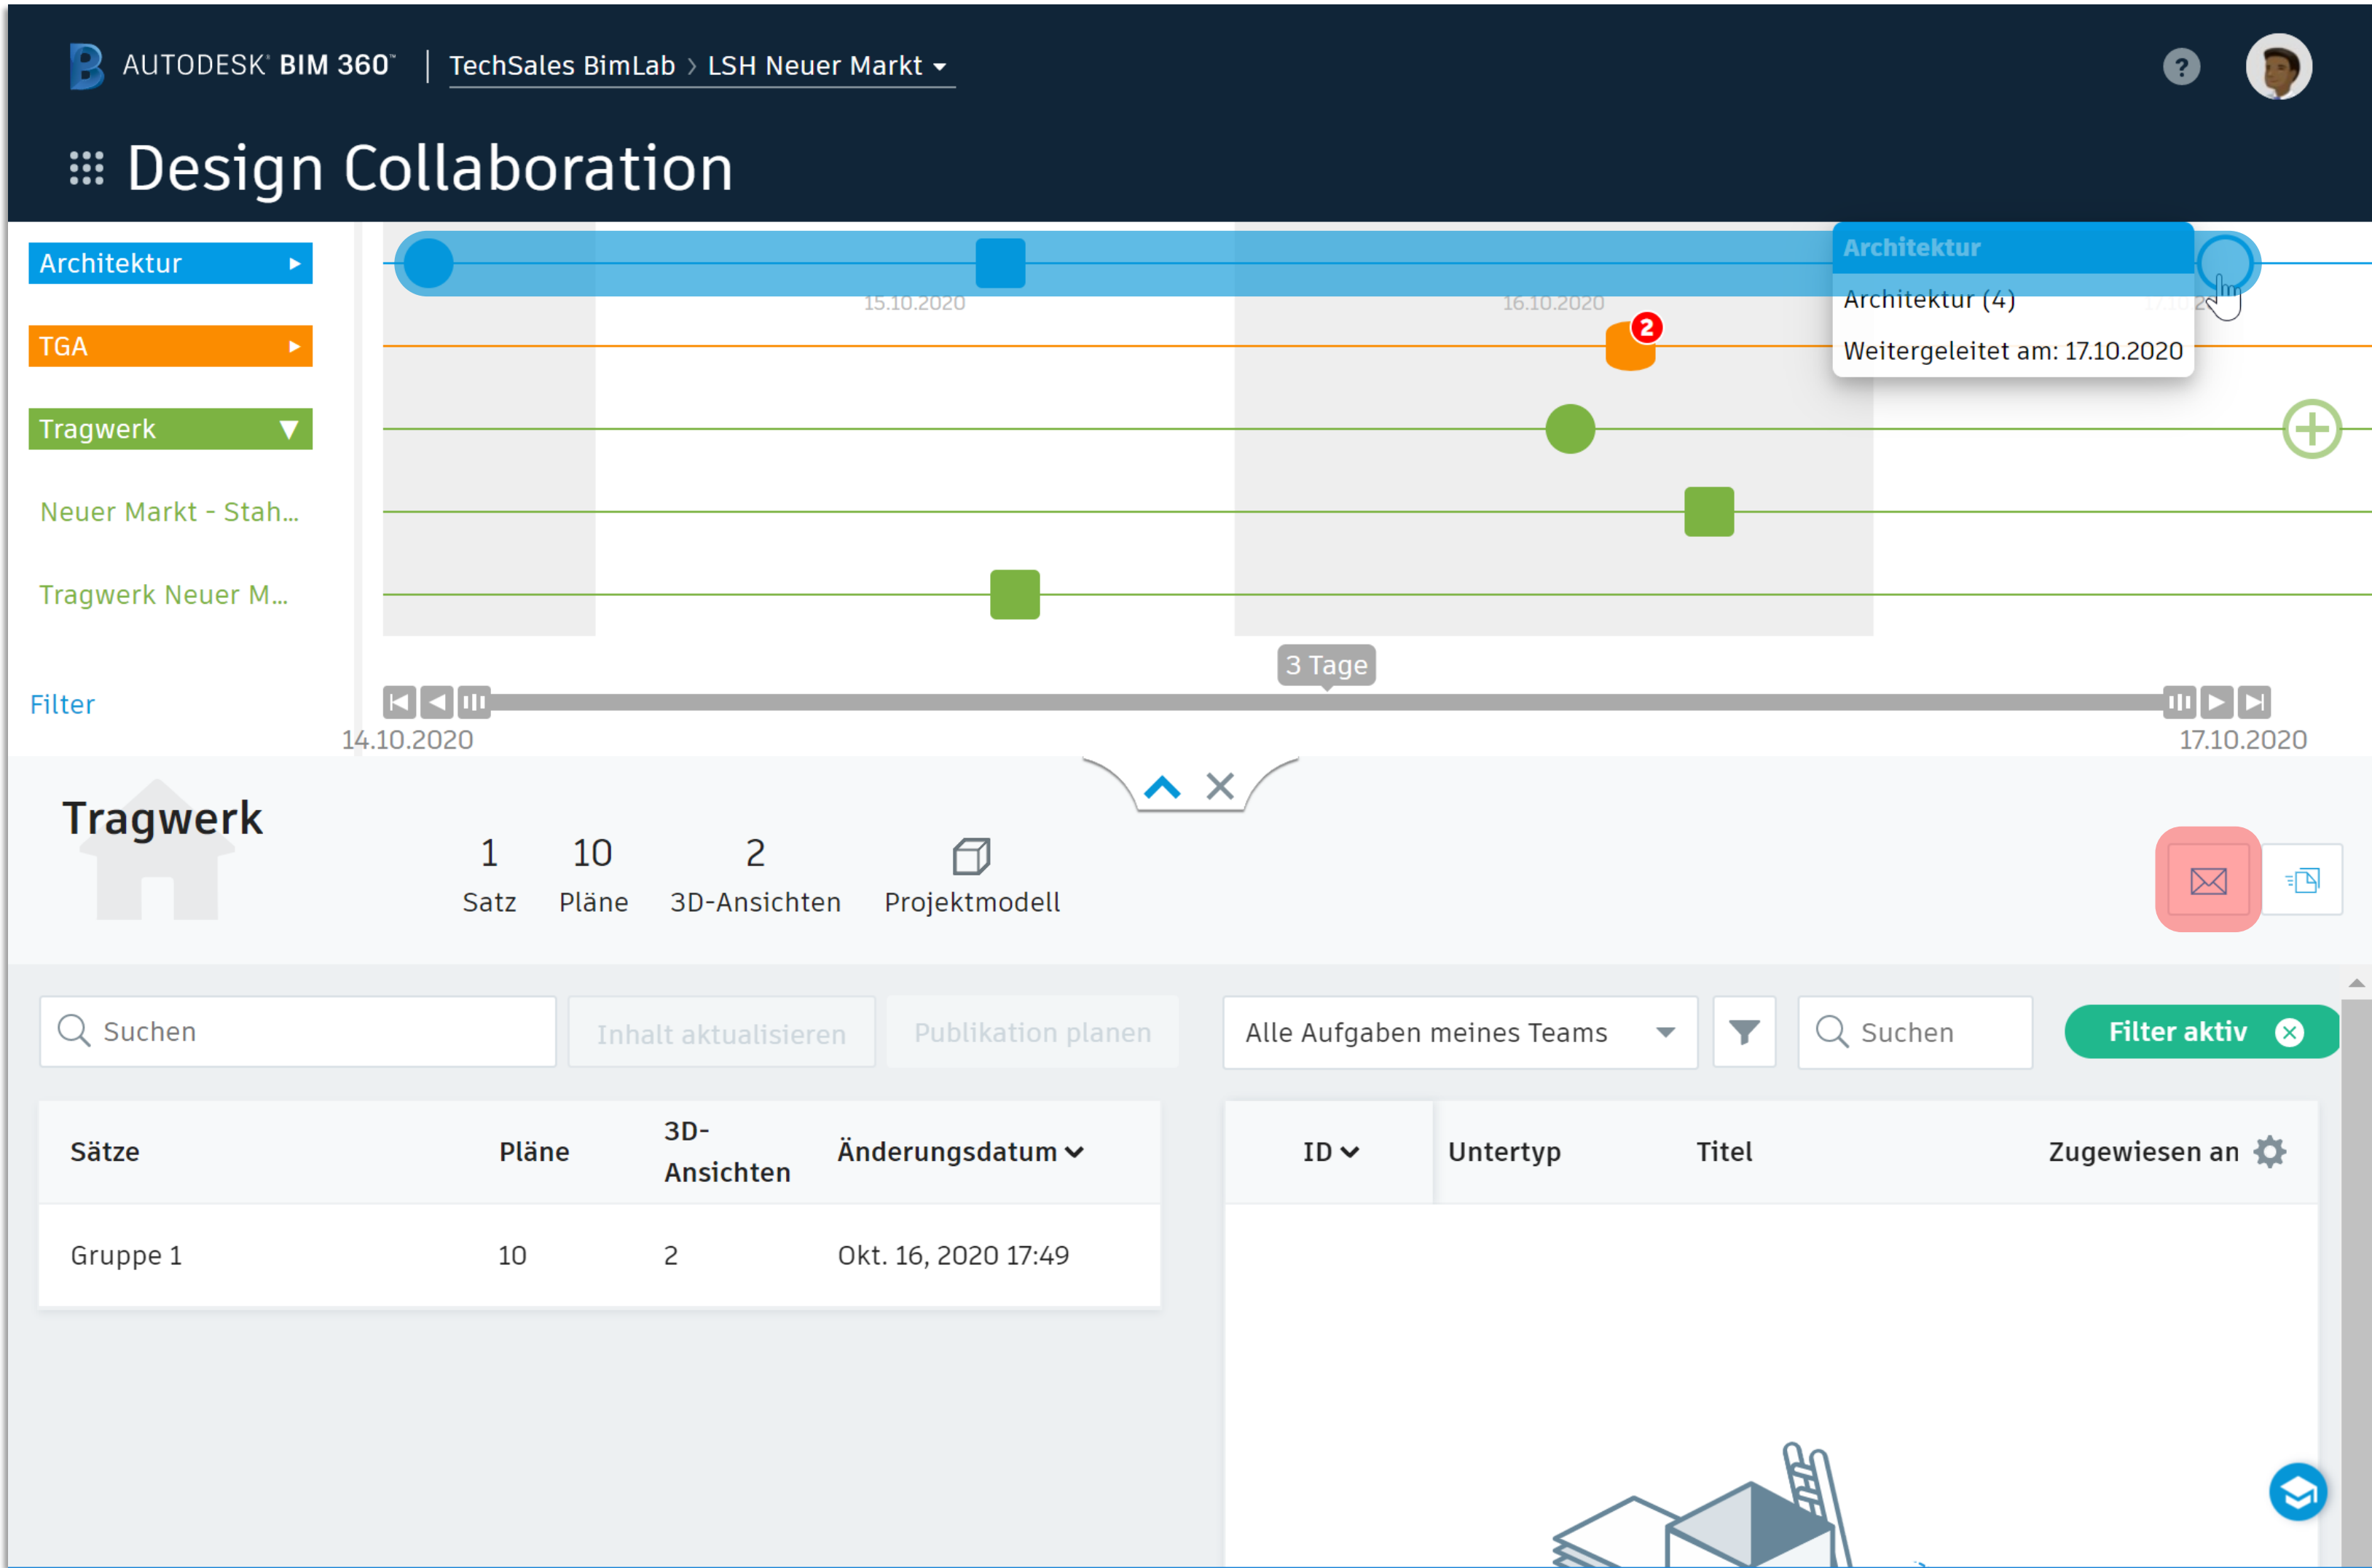 AUTODESK® BIM 360™ TechSales BimLab > LSH Neuer Markt
?
Design Collaboration
Architektur
15.10.2020
16.10.2020
Architektur
Architektur (4)
Weitergeleitet am: 17.10.2020
TGA
2
Tragwerk
Neuer Markt - Stah...
Tragwerk Neuer M...
3 Tage
Filter
14.10.2020
17.10.2020
Tragwerk
1
Satz
10
Pläne
2
3D-Ansichten
Projektmodell
Suchen
Inhalt aktualisieren
Publikation planen
Alle Aufgaben meines Teams
Suchen
Filter aktiv
Sätze
Pläne
3D-
Ansichten
Änderungsdatum
ID
Untertyp
Titel
Zugewiesen an
Gruppe 1
10
2
Okt. 16, 2020 17:49